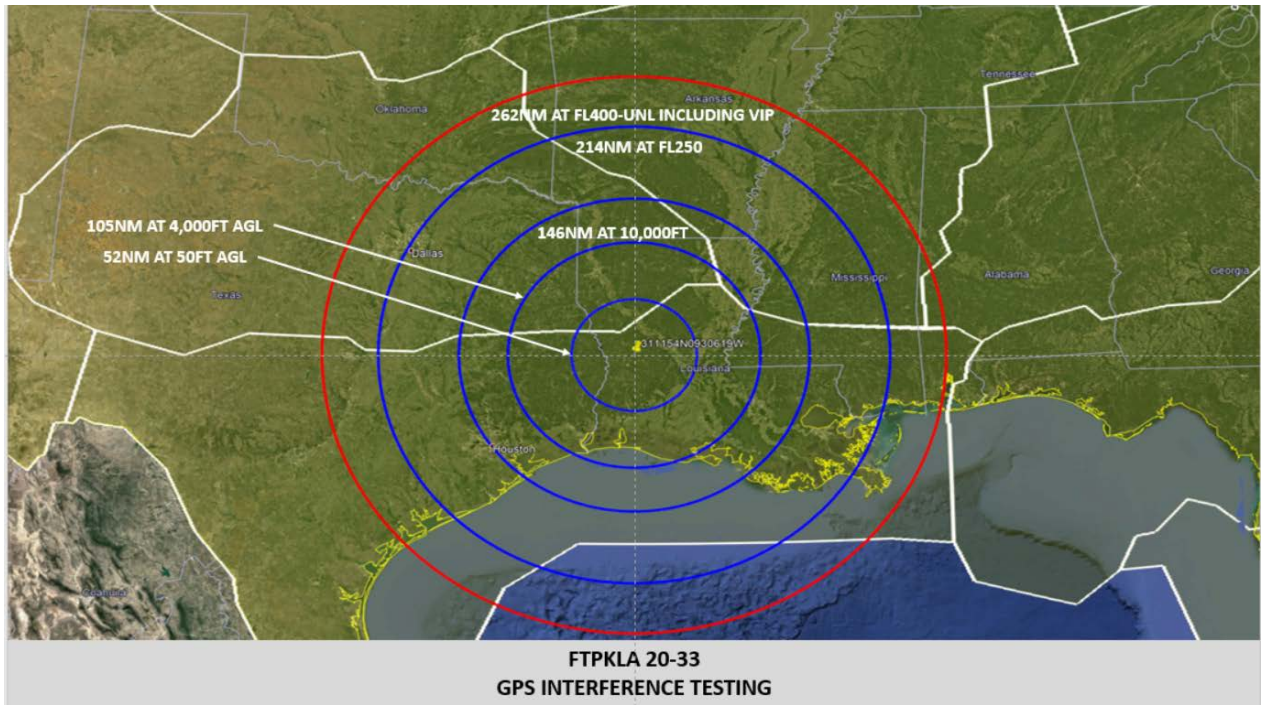 Tennessee
Oklahoma
Arkansas
262NM AT FL400-UNL INCLUDING VIP
214NM AT FL250
105NM AT 4,000FT AGL
146NM AT 10,000FT
52NM AT 50FT AGL
Dallas
Texas
Mississippi
Alabama
Georgia
311154N0930619W
Louisiana
Houston
Coahuila
FTPKLA 20-33
GPS INTERFERENCE TESTING